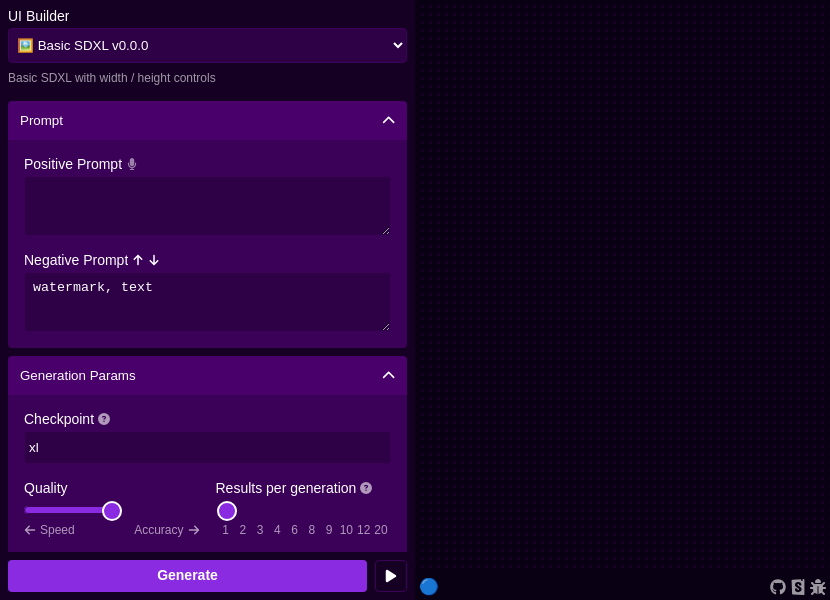 UI Builder
🖼️ Basic SDXL v0.0.0
Basic SDXL with width / height controls
Prompt
Positive Prompt
Negative Prompt ↑ ↓
watermark, text
Generation Params
Checkpoint ?
xl
Quality
Results per generation ?
← Speed Accuracy →
1 2 3 4 6 8 9 10 12 20
Generate